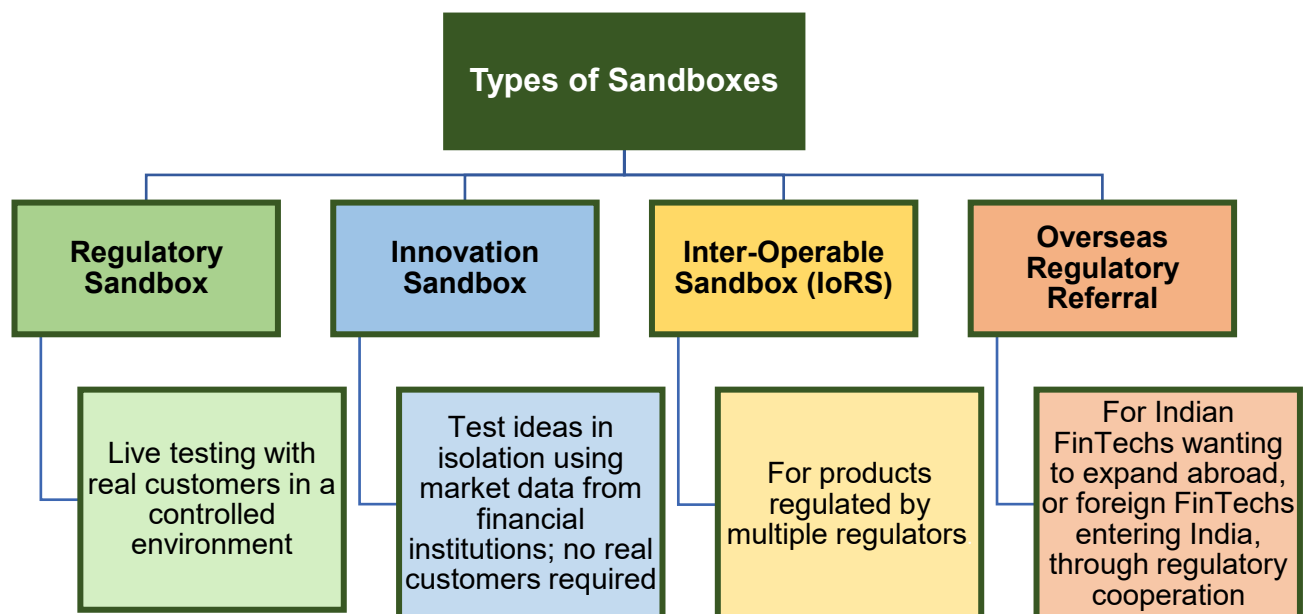 Types of Sandboxes
Regulatory
Sandbox
Innovation
Sandbox
Inter-Operable
Sandbox (IoRS)
Overseas
Regulatory
Referral
Live testing with
real customers in a
controlled
environment
Test ideas in
isolation using
market data from
financial
institutions; no real
customers required
For products
regulated by
multiple regulators.
For Indian
FinTechs wanting
to expand abroad,
or foreign FinTechs
entering India,
through regulatory
cooperation